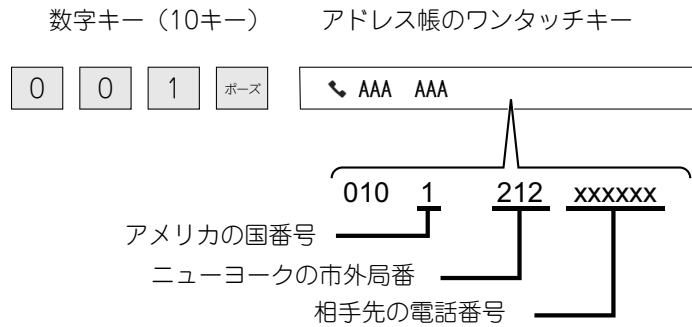 数字キー（10キー） アドレス帳のワンタッチキー
0 0 1 ポーズ AAA AAA
010 1 212 xxxxxx
アメリカの国番号
ニューヨークの市外局番
相手先の電話番号